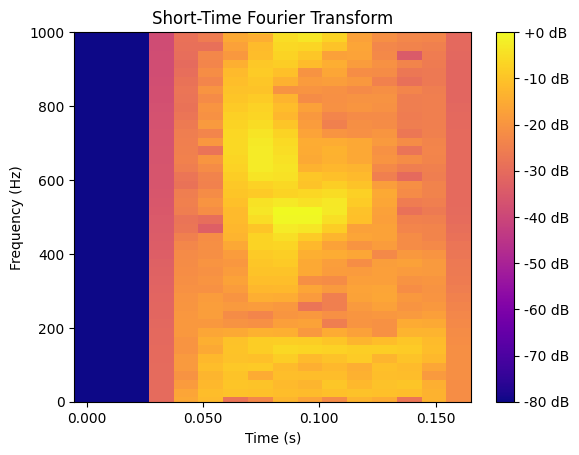 Short-Time Fourier Transform
1000
800
600
400
200
0
Frequency (Hz)
0.000
0.050
0.100
0.150
Time (s)
+0 dB
-10 dB
-20 dB
-30 dB
-40 dB
-50 dB
-60 dB
-70 dB
-80 dB